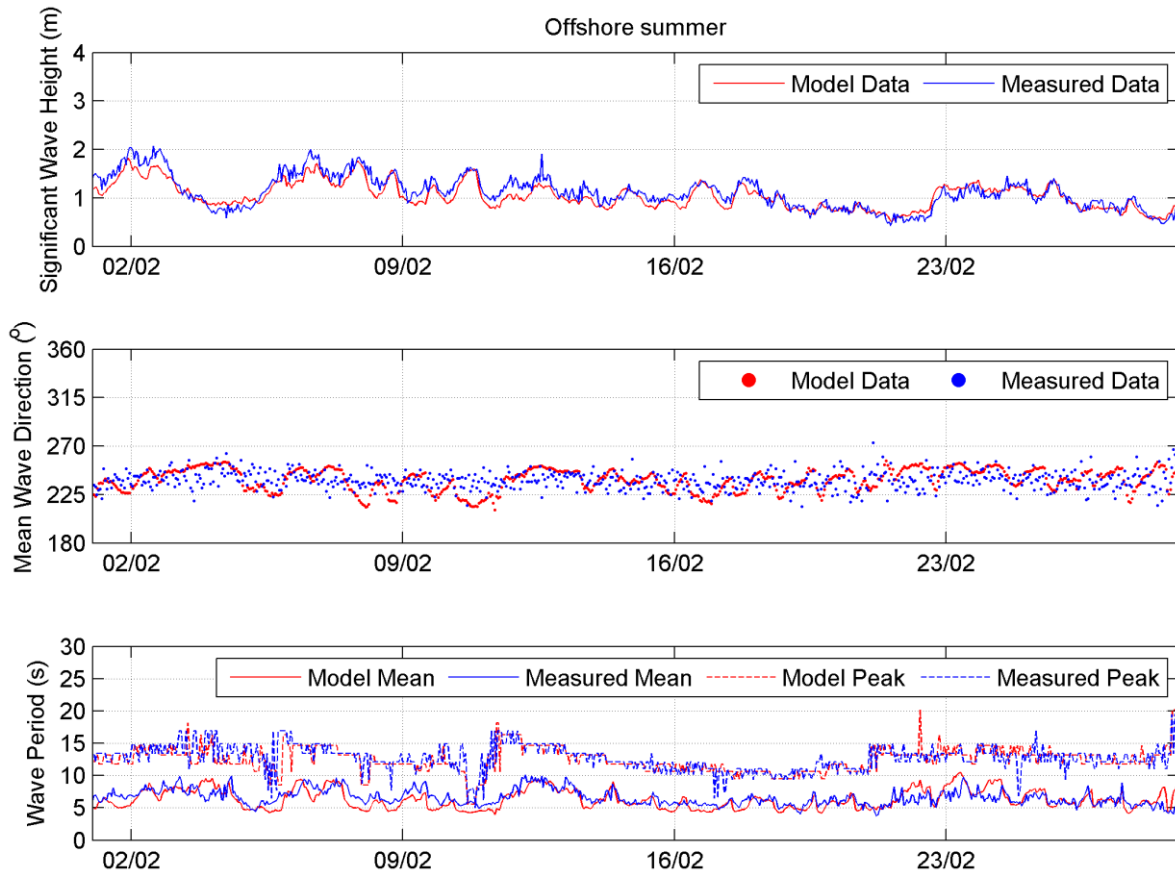 Offshore summer
Significant Wave Height (m)
4
3
2
1
0
Model Data Measured Data
02/02 09/02 16/02 23/02
Mean Wave Direction (°)
360
315
270
225
180
Model Data Measured Data
02/02 09/02 16/02 23/02
Wave Period (s)
30
25
20
15
10
5
0
Model Mean Measured Mean Model Peak Measured Peak
02/02 09/02 16/02 23/02